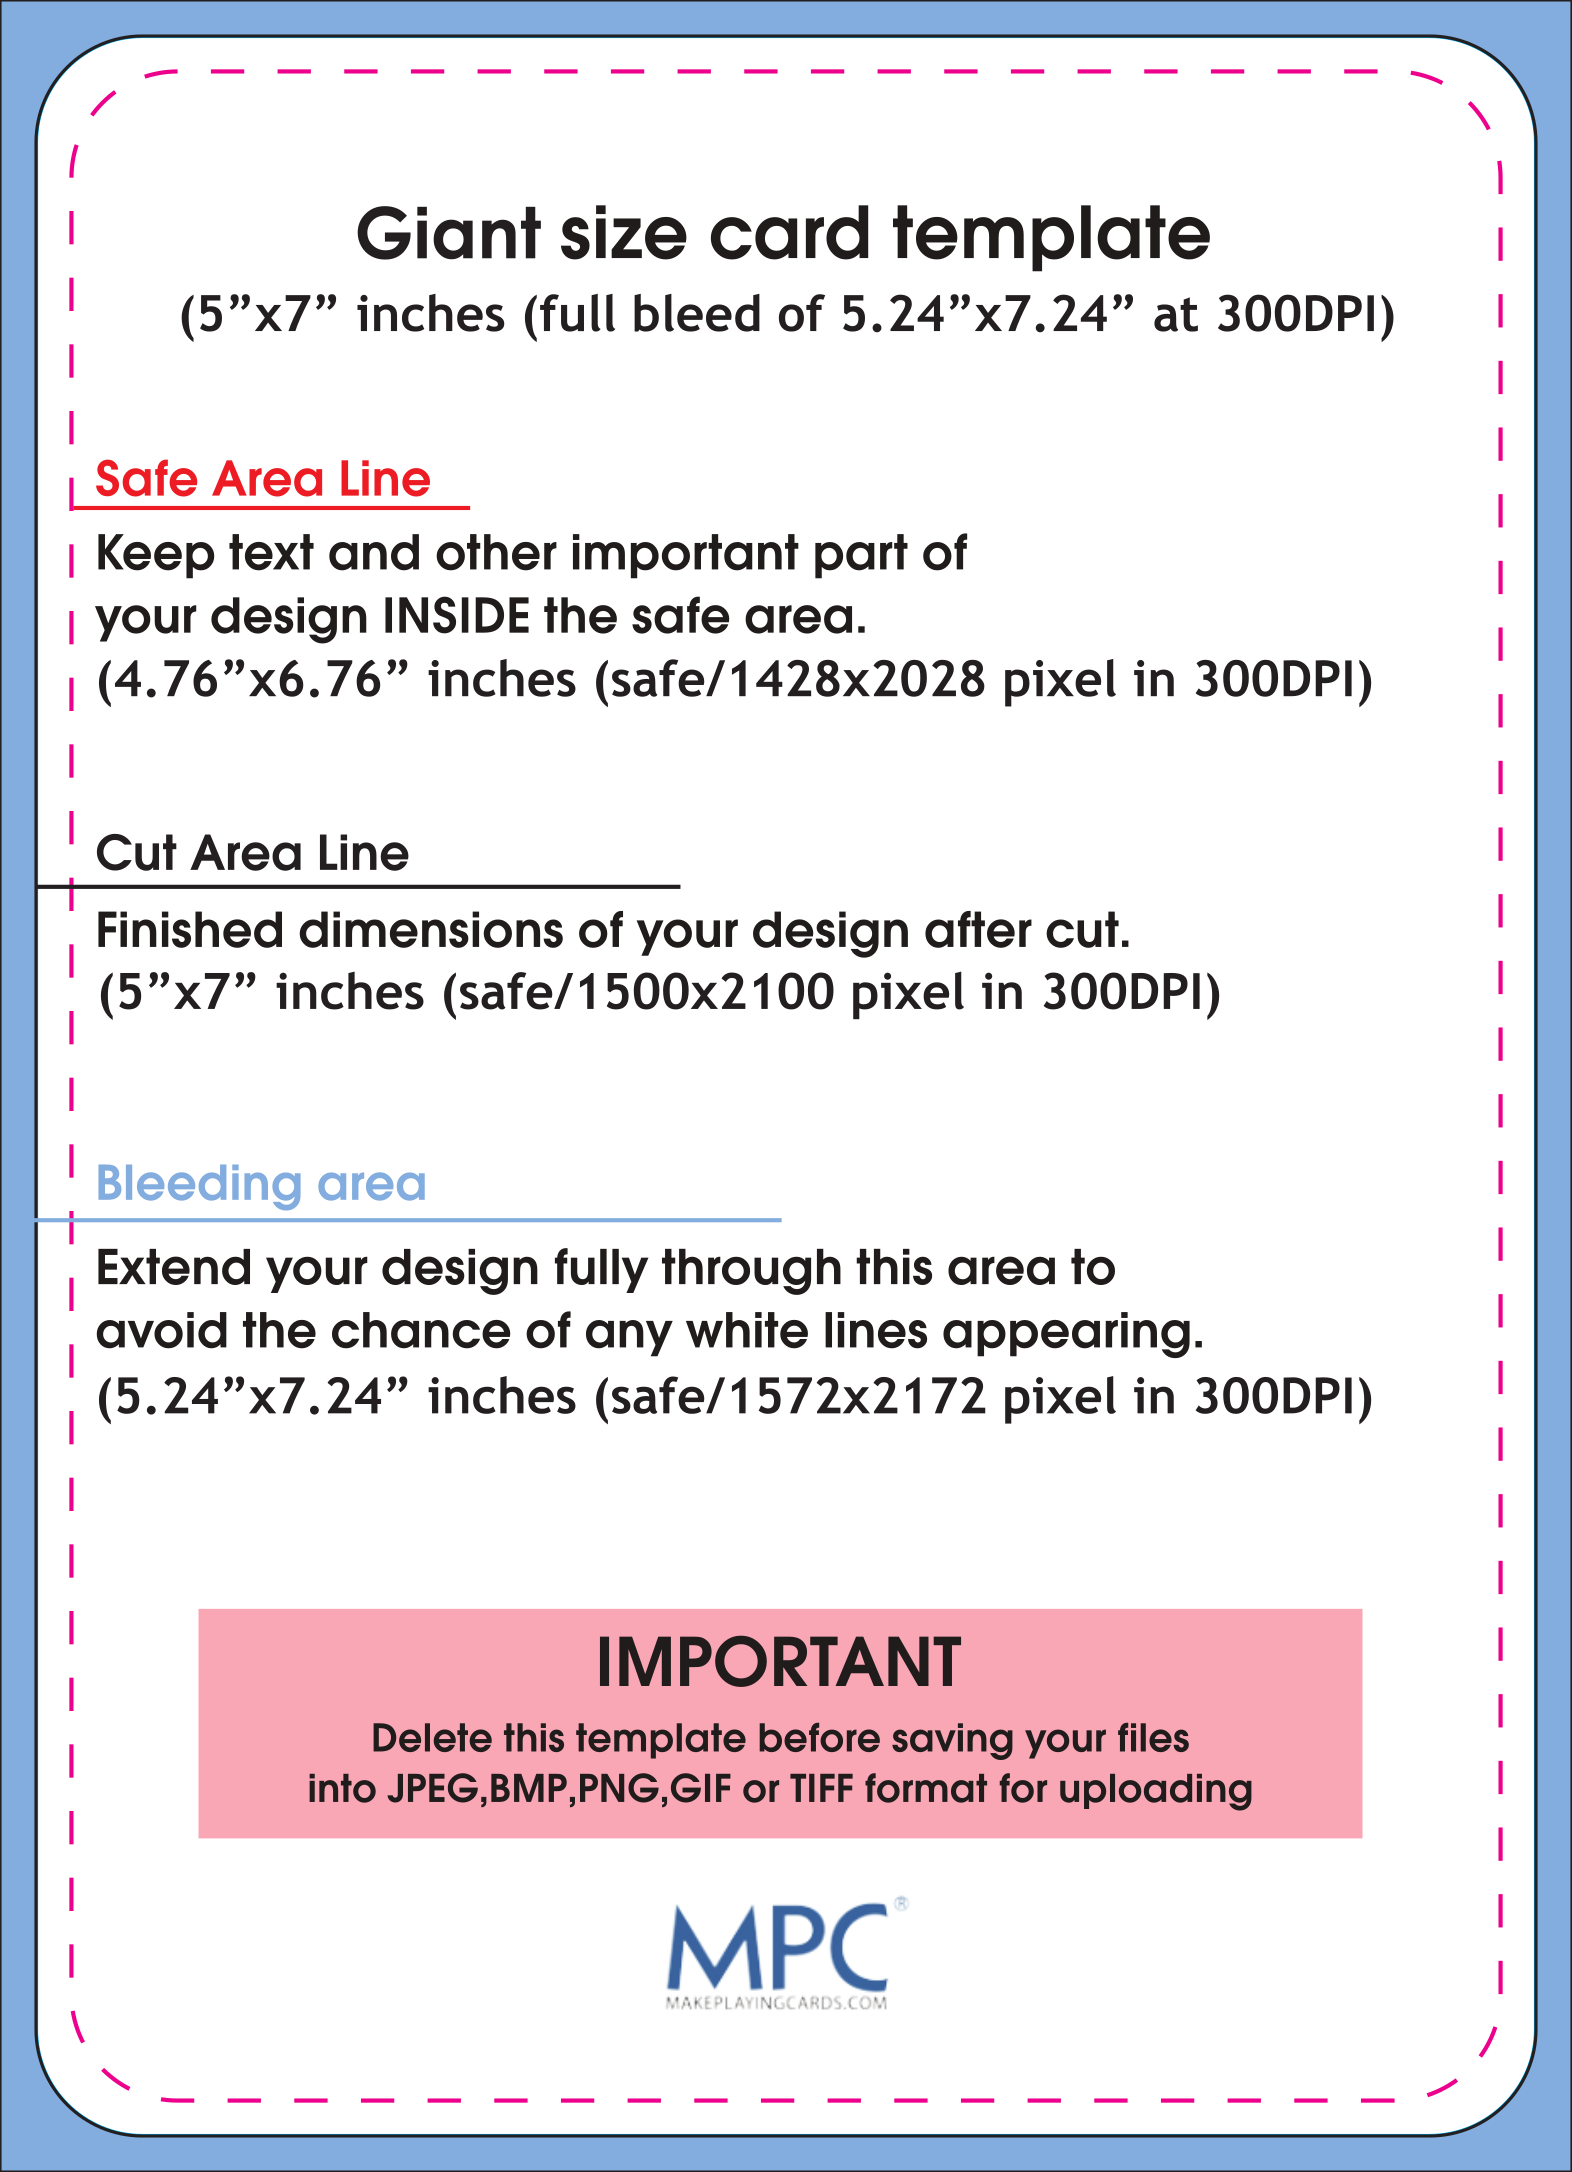 Giant size card template
(5”x7” inches (full bleed of 5.24”x7.24” at 300DPI)
Safe Area Line
Keep text and other important part of
your design INSIDE the safe area.
(4.76”x6.76” inches (safe/1428x2028 pixel in 300DPI)
Cut Area Line
Finished dimensions of your design after cut.
(5”x7” inches (safe/1500x2100 pixel in 300DPI)
Bleeding area
Extend your design fully through this area to
avoid the chance of any white lines appearing.
(5.24”x7.24” inches (safe/1572x2172 pixel in 300DPI)
IMPORTANT
Delete this template before saving your files
into JPEG,BMP,PNG,GIF or TIFF format for uploading
MPC®
MAKEPLAYINGCARDS.COM